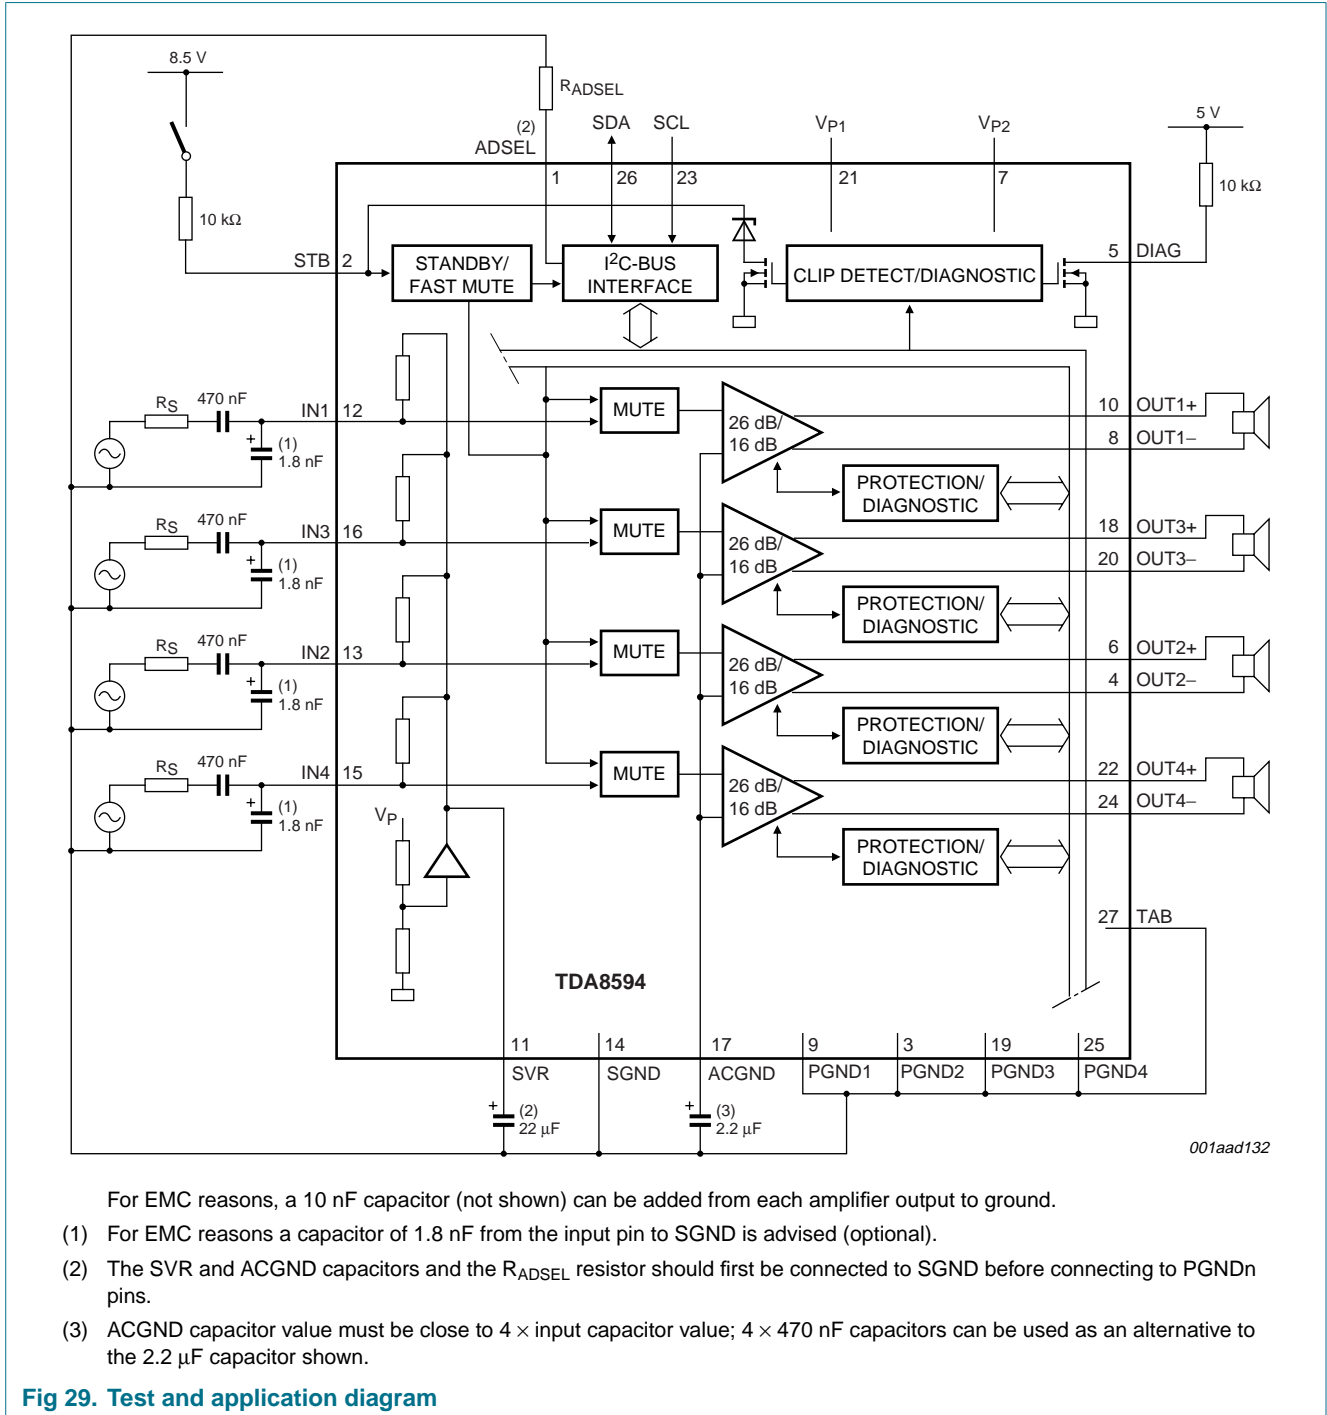 8.5 V
R_ADSEL
(2)
ADSEL
SDA
SCL
V_P1
V_P2
5 V
1
26
23
21
7
10 kΩ
10 kΩ
STB
2
STANDBY/
FAST MUTE
I²C-BUS
INTERFACE
CLIP DETECT/DIAGNOSTIC
5
DIAG
R_S
470 nF
IN1
12
+
(1)
1.8 nF
MUTE
26 dB/
16 dB
10
OUT1+
8
OUT1−
PROTECTION/
DIAGNOSTIC
R_S
470 nF
IN3
16
+
(1)
1.8 nF
MUTE
26 dB/
16 dB
18
OUT3+
20
OUT3−
PROTECTION/
DIAGNOSTIC
R_S
470 nF
IN2
13
+
(1)
1.8 nF
MUTE
26 dB/
16 dB
6
OUT2+
4
OUT2−
PROTECTION/
DIAGNOSTIC
R_S
470 nF
IN4
15
+
(1)
1.8 nF
MUTE
26 dB/
16 dB
22
OUT4+
24
OUT4−
PROTECTION/
DIAGNOSTIC
V_P
27
TAB
TDA8594
11
14
17
9
3
19
25
SVR
SGND
ACGND
PGND1
PGND2
PGND3
PGND4
+
(2)
22 μF
+
(3)
2.2 μF
001aad132
For EMC reasons, a 10 nF capacitor (not shown) can be added from each amplifier output to ground.
(1) For EMC reasons a capacitor of 1.8 nF from the input pin to SGND is advised (optional).
(2) The SVR and ACGND capacitors and the R_ADSEL resistor should first be connected to SGND before connecting to PGNDn
pins.
(3) ACGND capacitor value must be close to 4 × input capacitor value; 4 × 470 nF capacitors can be used as an alternative to
the 2.2 μF capacitor shown.
Fig 29. Test and application diagram